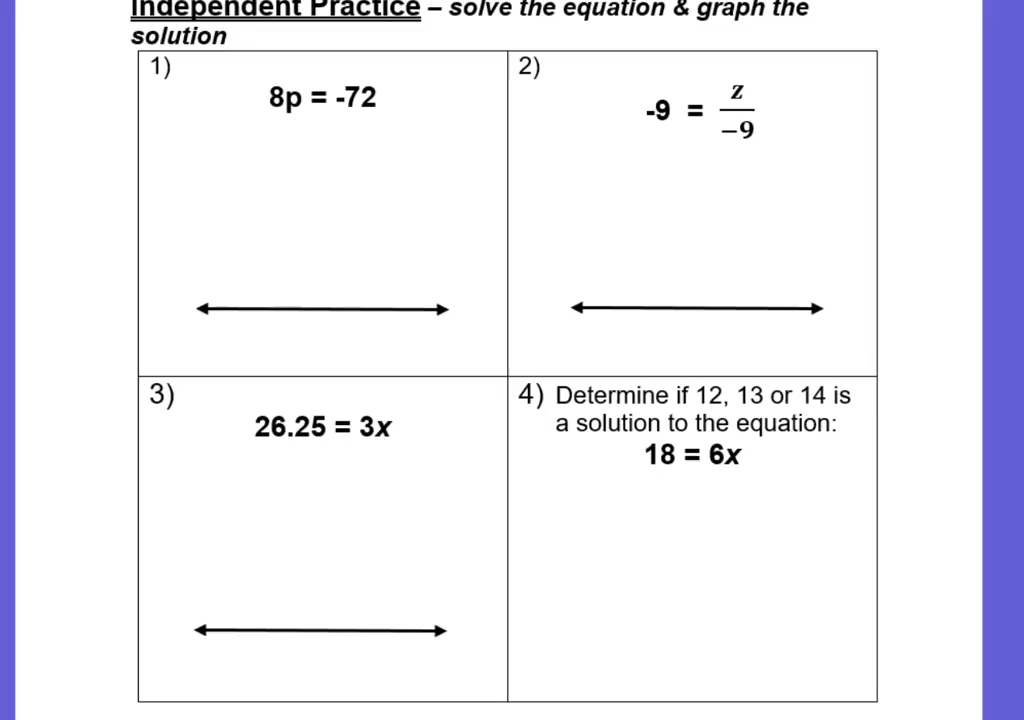 Independent Practice – solve the equation & graph the
solution
1)
8p = -72
2)
-9 = z/−9
3)
26.25 = 3x
4) Determine if 12, 13 or 14 is
a solution to the equation:
18 = 6x